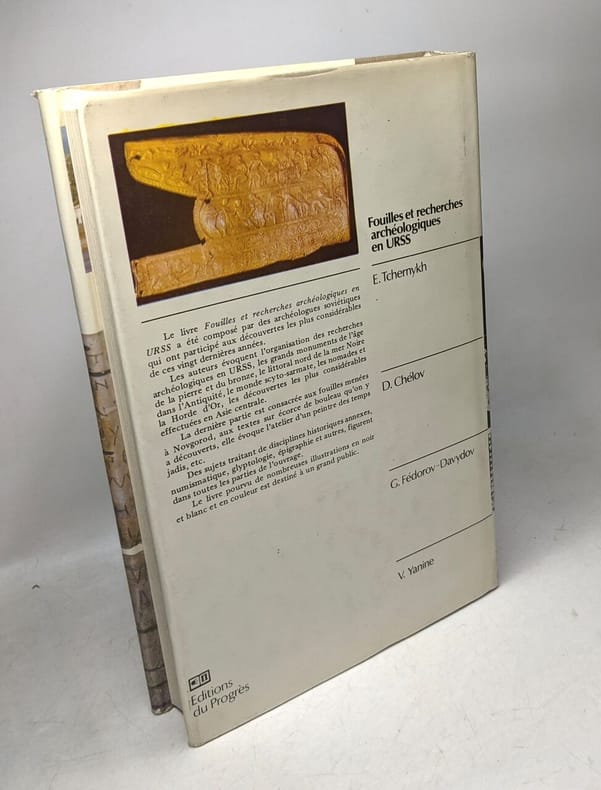 Fouilles et recherches
archéologiques
en URSS
E. Tchernykh
D. Chélov
G. Fédorov-Davydov
V. Yanine
Le livre Fouilles et recherches archéologiques en
URSS a été composé par des archéologues soviétiques
qui ont participé aux découvertes les plus considérables
de ces vingt dernières années.
Les auteurs évoquent l'organisation des recherches
archéologiques en URSS, les grands monuments de l'âge
de la pierre et du bronze, le littoral nord de la mer Noire
dans l'Antiquité, le monde scyto-sarmate, les nomades et
la Horde d'Or, les découvertes les plus considérables
effectuées en Asie centrale.
La dernière partie est consacrée aux fouilles menées
à Novgorod, aux textes sur écorce de bouleau qu'on y
a découverts, elle évoque l'atelier d'un peintre des temps
jadis, etc.
Des sujets traitant de disciplines historiques annexes,
numismatique, glyptologie, épigraphie et autres, figurent
dans toutes les parties de l'ouvrage.
Le livre pourvu de nombreuses illustrations en noir
et blanc et en couleur est destiné à un grand public.
Editions
du Progrès